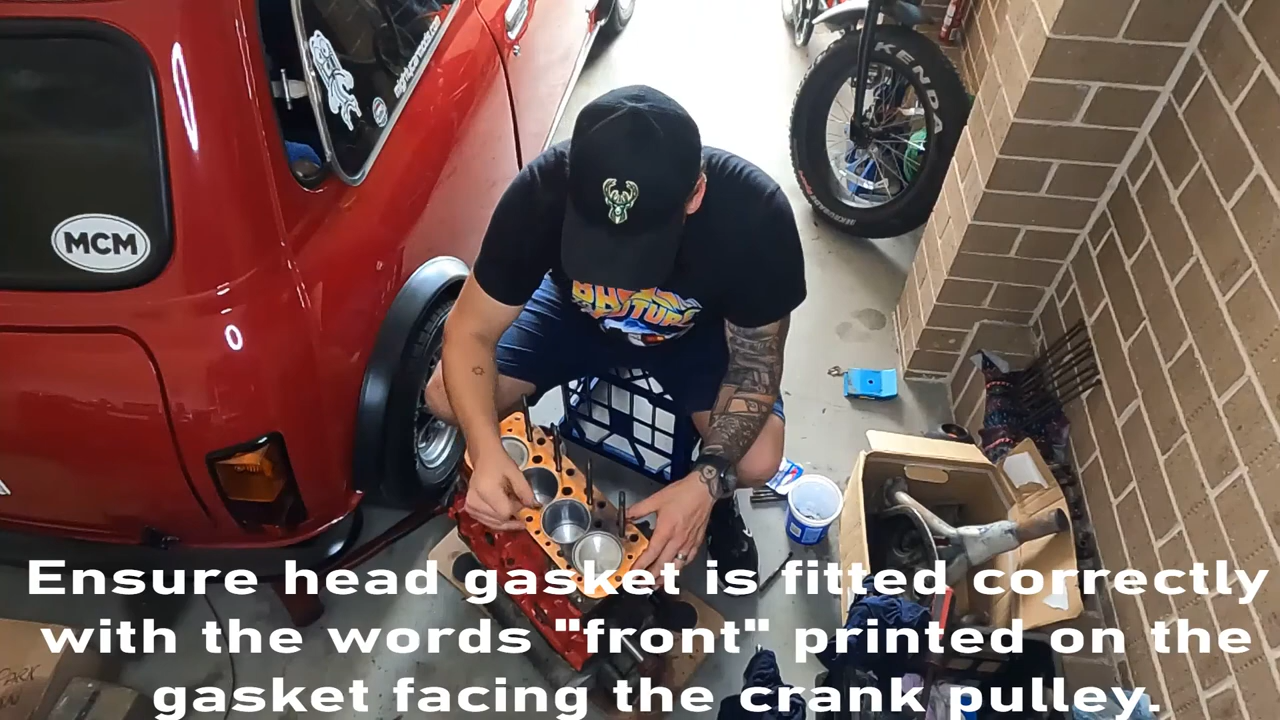 MCM
KENDA
Ensure head gasket is fitted correctly
with the words "front" printed on the
gasket facing the crank pulley.